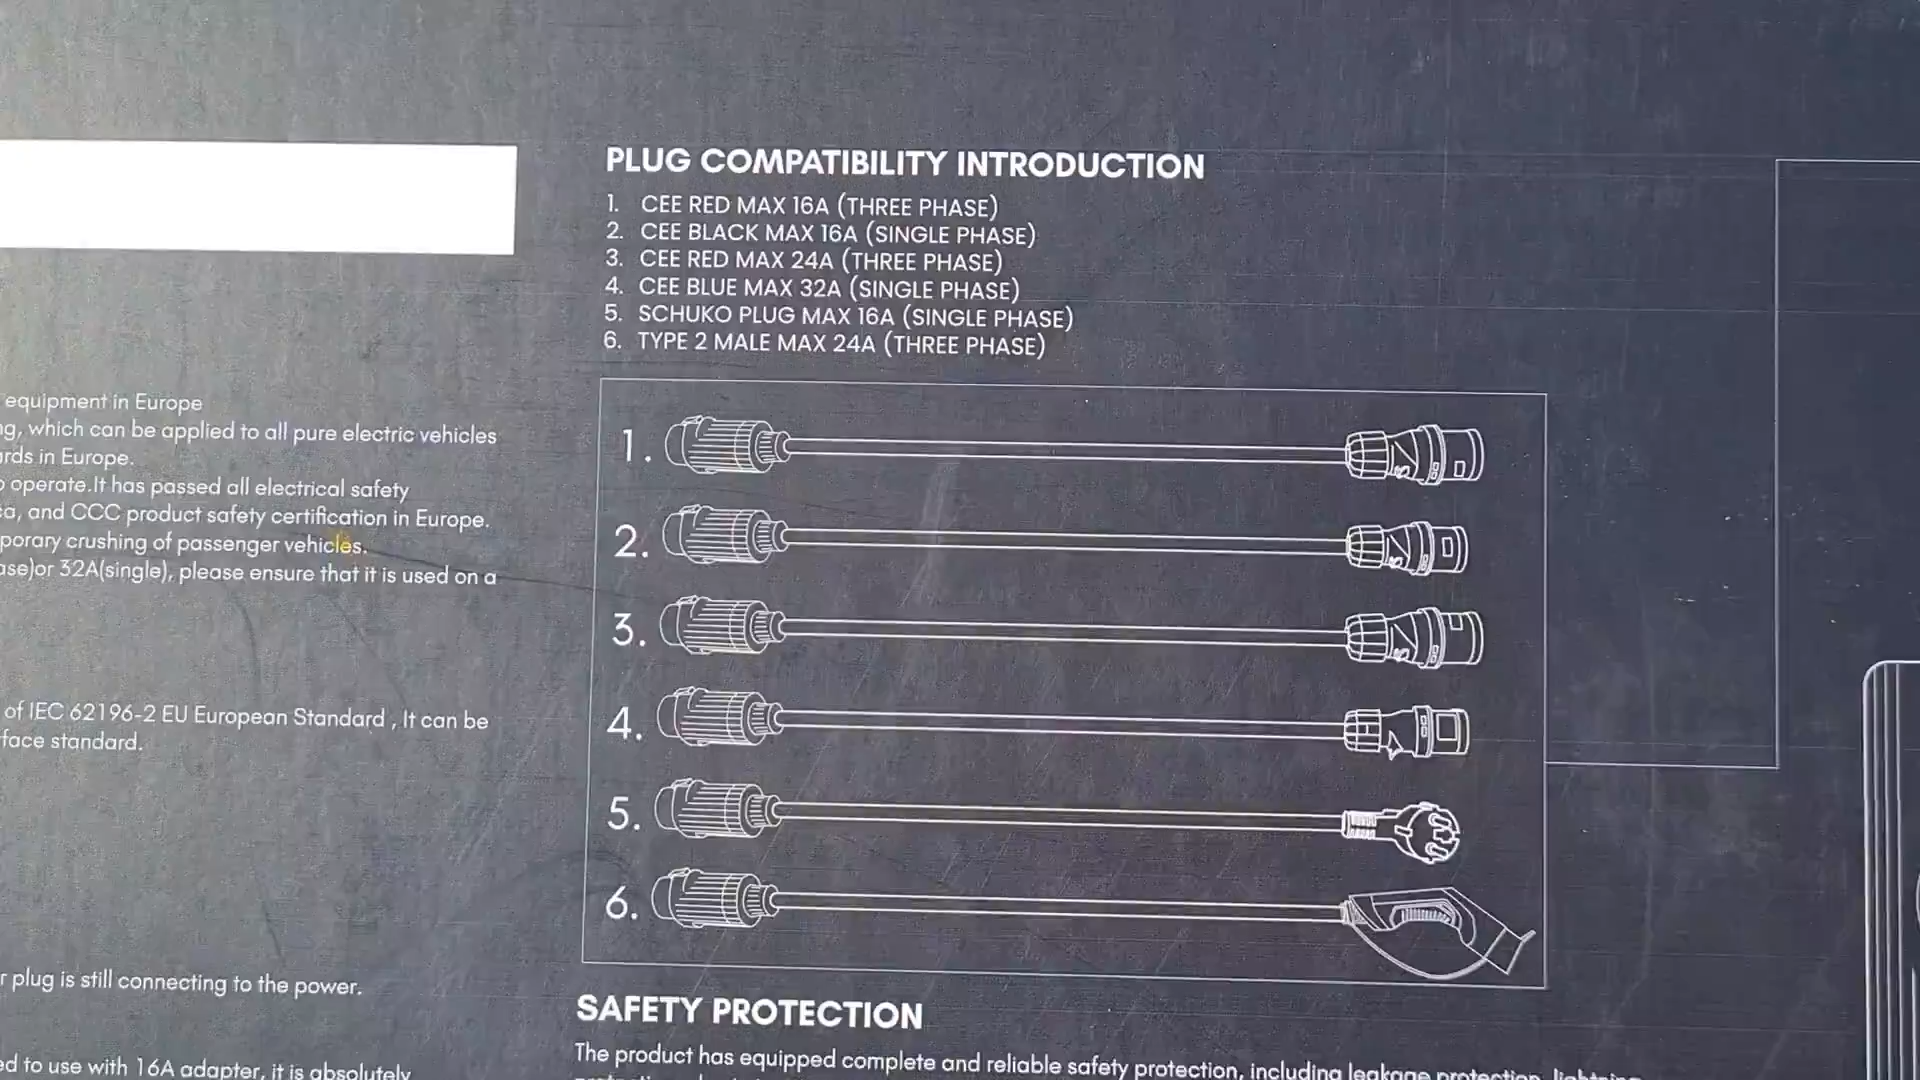 PLUG COMPATIBILITY INTRODUCTION
1. CEE RED MAX 16A (THREE PHASE)
2. CEE BLACK MAX 16A (SINGLE PHASE)
3. CEE RED MAX 24A (THREE PHASE)
4. CEE BLUE MAX 32A (SINGLE PHASE)
5. SCHUKO PLUG MAX 16A (SINGLE PHASE)
6. TYPE 2 MALE MAX 24A (THREE PHASE)
equipment in Europe
which can be applied to all pure electric vehicles
in Europe.
operate.It has passed all electrical safety
and CCC product safety certification in Europe.
crushing of passenger vehicles.
or 32A(single), please ensure that it is used on a
of IEC 62196-2 EU European Standard , It can be
face standard.
plug is still connecting to the power.
to use with 16A adapter, it is absolutely
1.
2.
3.
4.
5.
6.
SAFETY PROTECTION
The product has equipped complete and reliable safety protection, including leakage protection, lightning